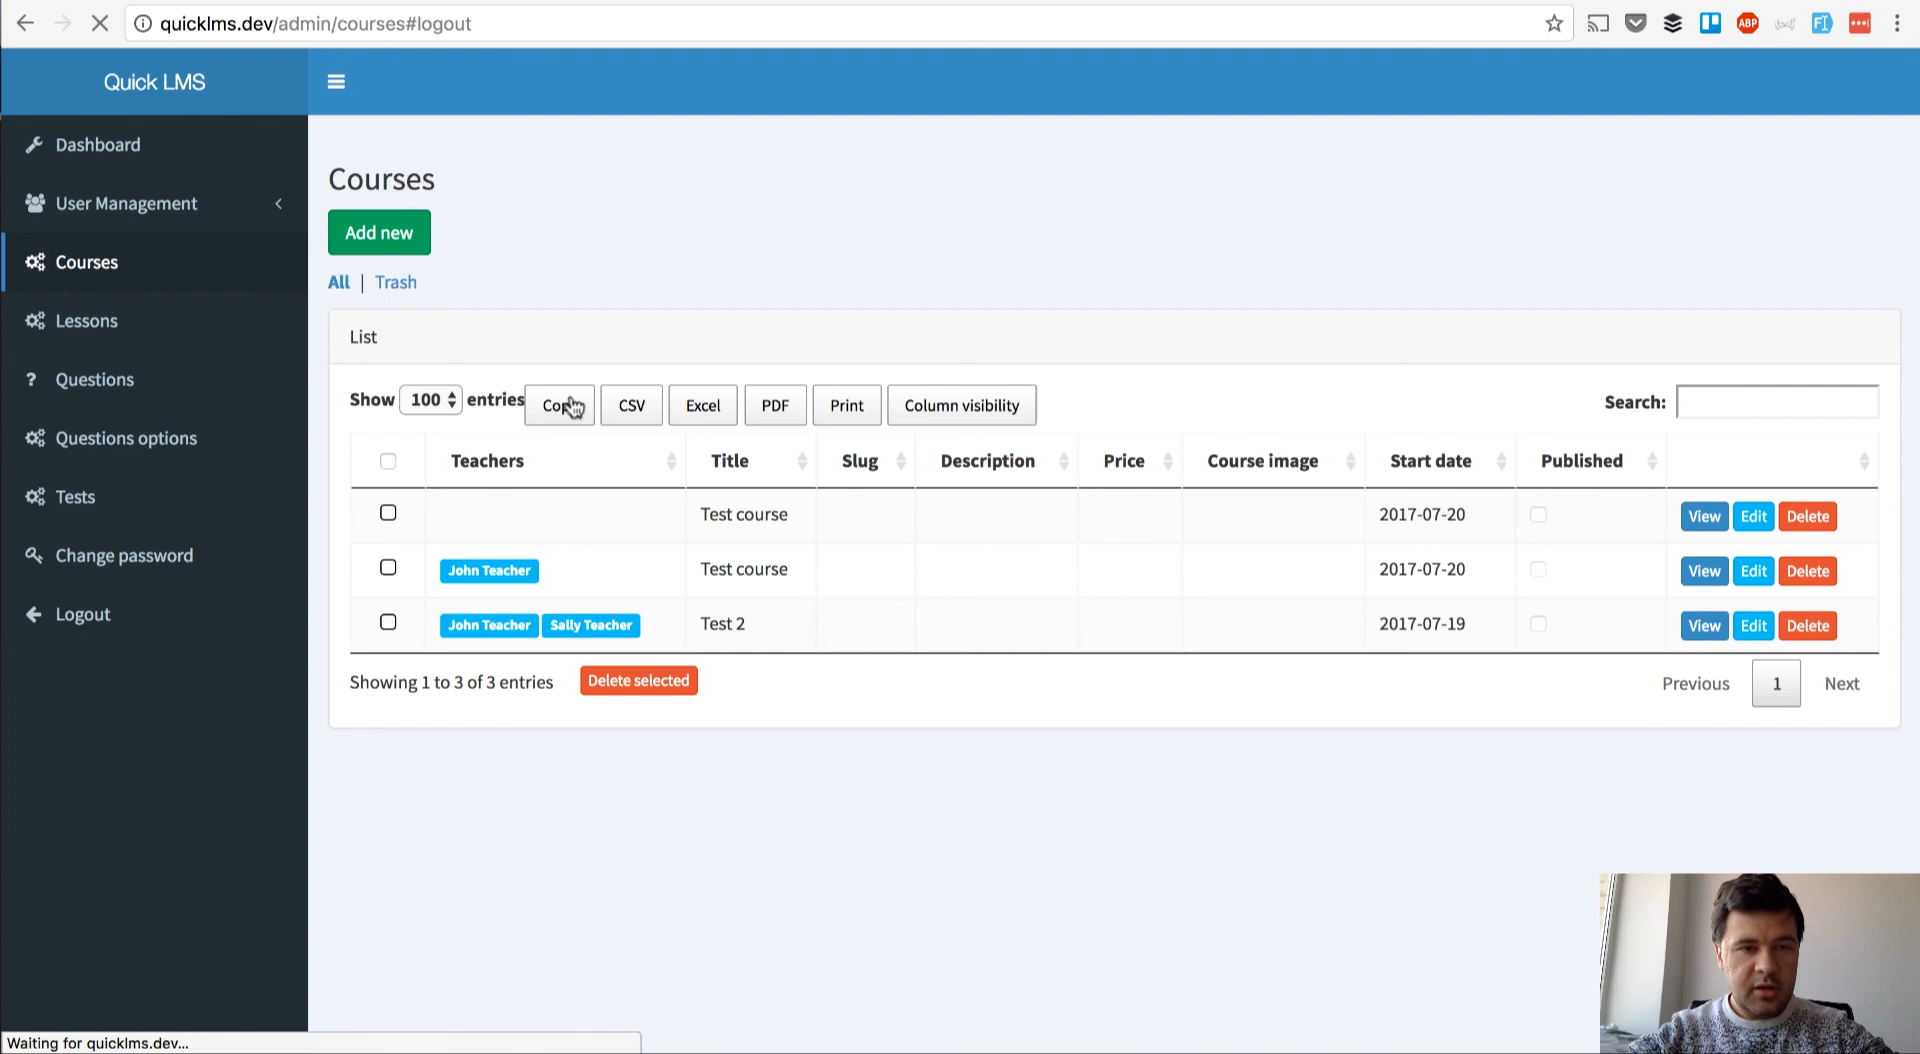 quicklms.dev/admin/courses#logout
ABP
Quick LMS
Dashboard
User Management
Courses
Lessons
? Questions
Questions options
Tests
Change password
Logout
Courses
Add new
All | Trash
List
Show 100 entries
CSV
Excel
PDF
Print
Column visibility
Search:
Teachers Title Slug Description Price Course image Start date Published
Test course 2017-07-20 View Edit Delete
John Teacher Test course 2017-07-20 View Edit Delete
John Teacher Sally Teacher Test 2 2017-07-19 View Edit Delete
Showing 1 to 3 of 3 entries Delete selected
Previous 1 Next
Waiting for quicklms.dev...